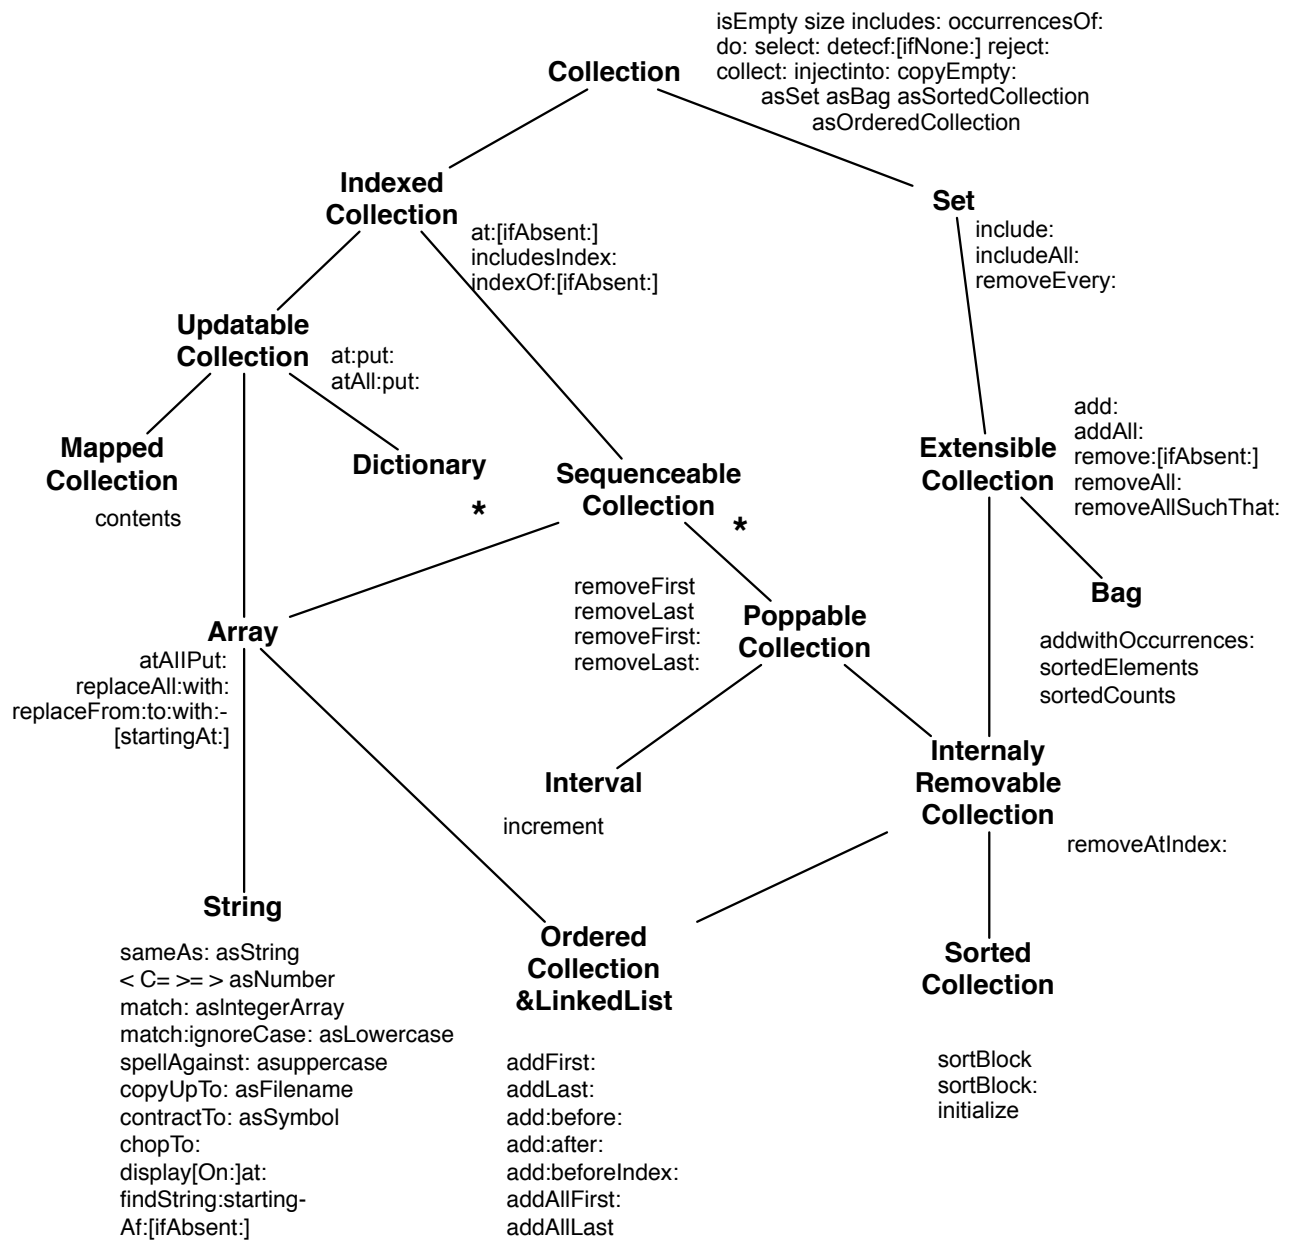 isEmpty size includes: occurrencesOf:
do: select: detecf:[ifNone:] reject:
Collection
collect: injectinto: copyEmpty:
asSet asBag asSortedCollection
asOrderedCollection
Indexed
Collection
Set
at:[ifAbsent:]
includesIndex:
indexOf:[ifAbsent:]
include:
includeAll:
removeEvery:
Updatable
Collection
at:put:
atAll:put:
Mapped
Collection
contents
Dictionary
*
Sequenceable
Collection
*
Extensible
Collection
add:
addAll:
remove:[ifAbsent:]
removeAll:
removeAllSuchThat:
removeFirst
removeLast
removeFirst:
removeLast:
Poppable
Collection
Bag
addwithOccurrences:
sortedElements
sortedCounts
Array
atAIIPut:
replaceAll:with:
replaceFrom:to:with:-
[startingAt:]
Interval
increment
Internaly
Removable
Collection
removeAtIndex:
String
sameAs: asString
< C= >= > asNumber
match: asIntegerArray
match:ignoreCase: asLowercase
spellAgainst: asuppercase
copyUpTo: asFilename
contractTo: asSymbol
chopTo:
display[On:]at:
findString:starting-
Af:[ifAbsent:]
Ordered
Collection
&LinkedList
addFirst:
addLast:
add:before:
add:after:
add:beforeIndex:
addAllFirst:
addAllLast
Sorted
Collection
sortBlock
sortBlock:
initialize